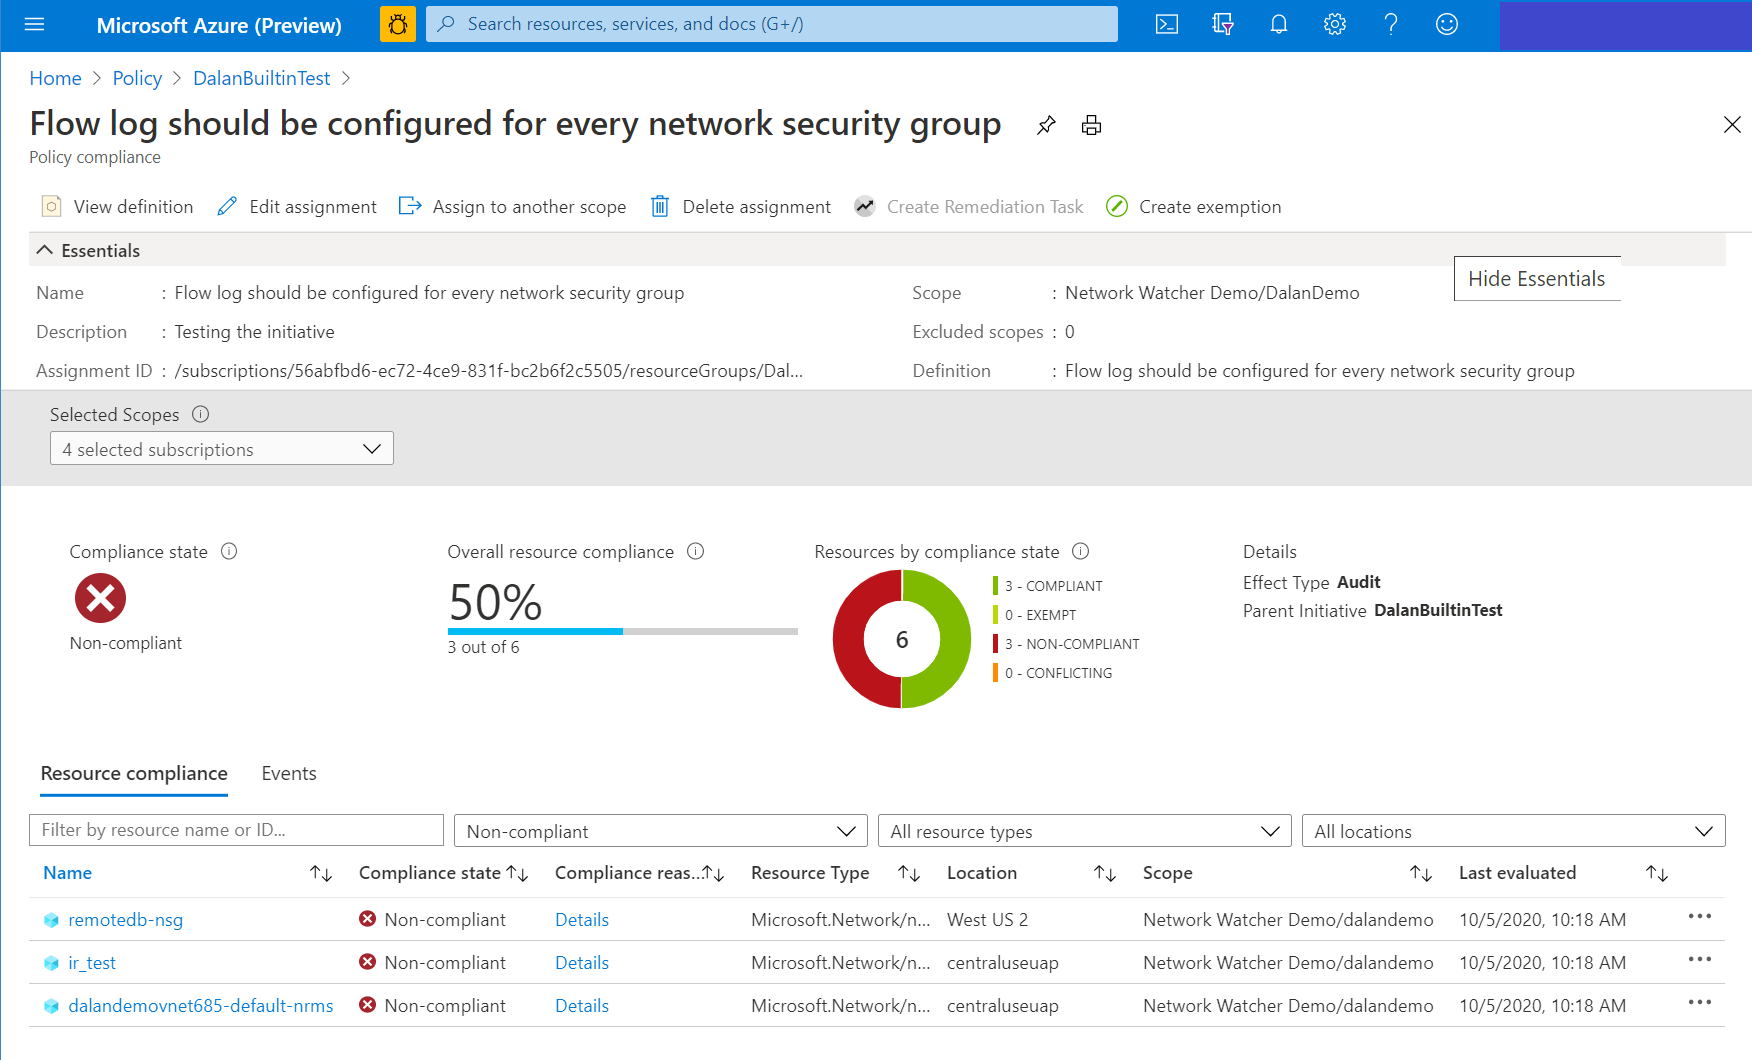 Microsoft Azure (Preview)
Search resources, services, and docs (G+/)
Home > Policy > DalanBuiltinTest >
Flow log should be configured for every network security group
Policy compliance
View definition Edit assignment Assign to another scope Delete assignment Create Remediation Task Create exemption
Essentials
Hide Essentials
Name : Flow log should be configured for every network security group Scope : Network Watcher Demo/DalanDemo
Description : Testing the initiative Excluded scopes : 0
Assignment ID : /subscriptions/56abfbd6-ec72-4ce9-831f-bc2b6f2c5505/resourceGroups/Dal... Definition : Flow log should be configured for every network security group
Selected Scopes
4 selected subscriptions
Compliance state
Non-compliant
Overall resource compliance
50%
3 out of 6
Resources by compliance state
6
3 - COMPLIANT
0 - EXEMPT
3 - NON-COMPLIANT
0 - CONFLICTING
Details
Effect Type Audit
Parent Initiative DalanBuiltinTest
Resource compliance Events
Filter by resource name or ID... Non-compliant All resource types All locations
Name Compliance state Compliance reas... Resource Type Location Scope Last evaluated
remotedb-nsg Non-compliant Details Microsoft.Network/n... West US 2 Network Watcher Demo/dalandemo 10/5/2020, 10:18 AM
ir_test Non-compliant Details Microsoft.Network/n... centraluseuap Network Watcher Demo/dalandemo 10/5/2020, 10:18 AM
dalandemovnet685-default-nrms Non-compliant Details Microsoft.Network/n... centraluseuap Network Watcher Demo/dalandemo 10/5/2020, 10:18 AM